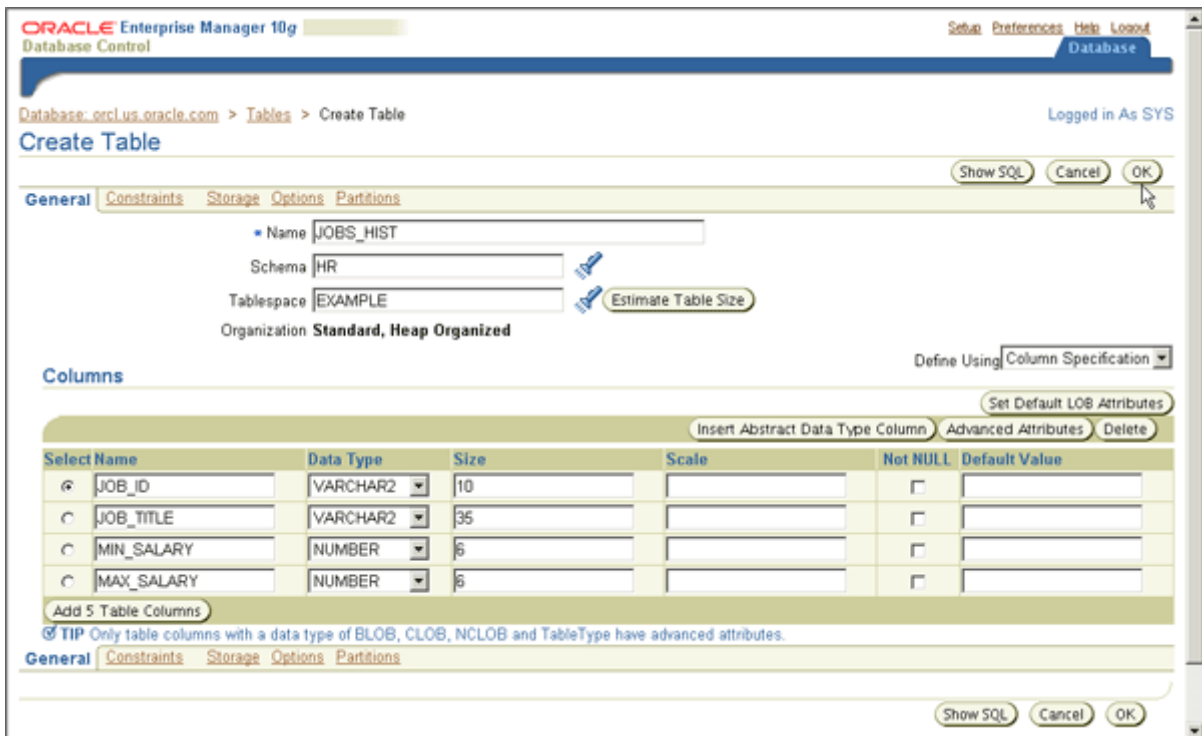 ORACLE Enterprise Manager 10g
Database Control
Setup Preferences Help Logout
Database
Database: orcl.us.oracle.com > Tables > Create Table
Logged in As SYS
Create Table
Show SQL Cancel OK
General Constraints Storage Options Partitions
* Name JOBS_HIST
Schema HR
Tablespace EXAMPLE Estimate Table Size
Organization Standard, Heap Organized
Define Using Column Specification
Columns
Set Default LOB Attributes
Insert Abstract Data Type Column Advanced Attributes Delete
Select Name Data Type Size Scale Not NULL Default Value
JOB_ID VARCHAR2 10
JOB_TITLE VARCHAR2 35
MIN_SALARY NUMBER 6
MAX_SALARY NUMBER 6
Add 5 Table Columns
TIP Only table columns with a data type of BLOB, CLOB, NCLOB and TableType have advanced attributes.
General Constraints Storage Options Partitions
Show SQL Cancel OK